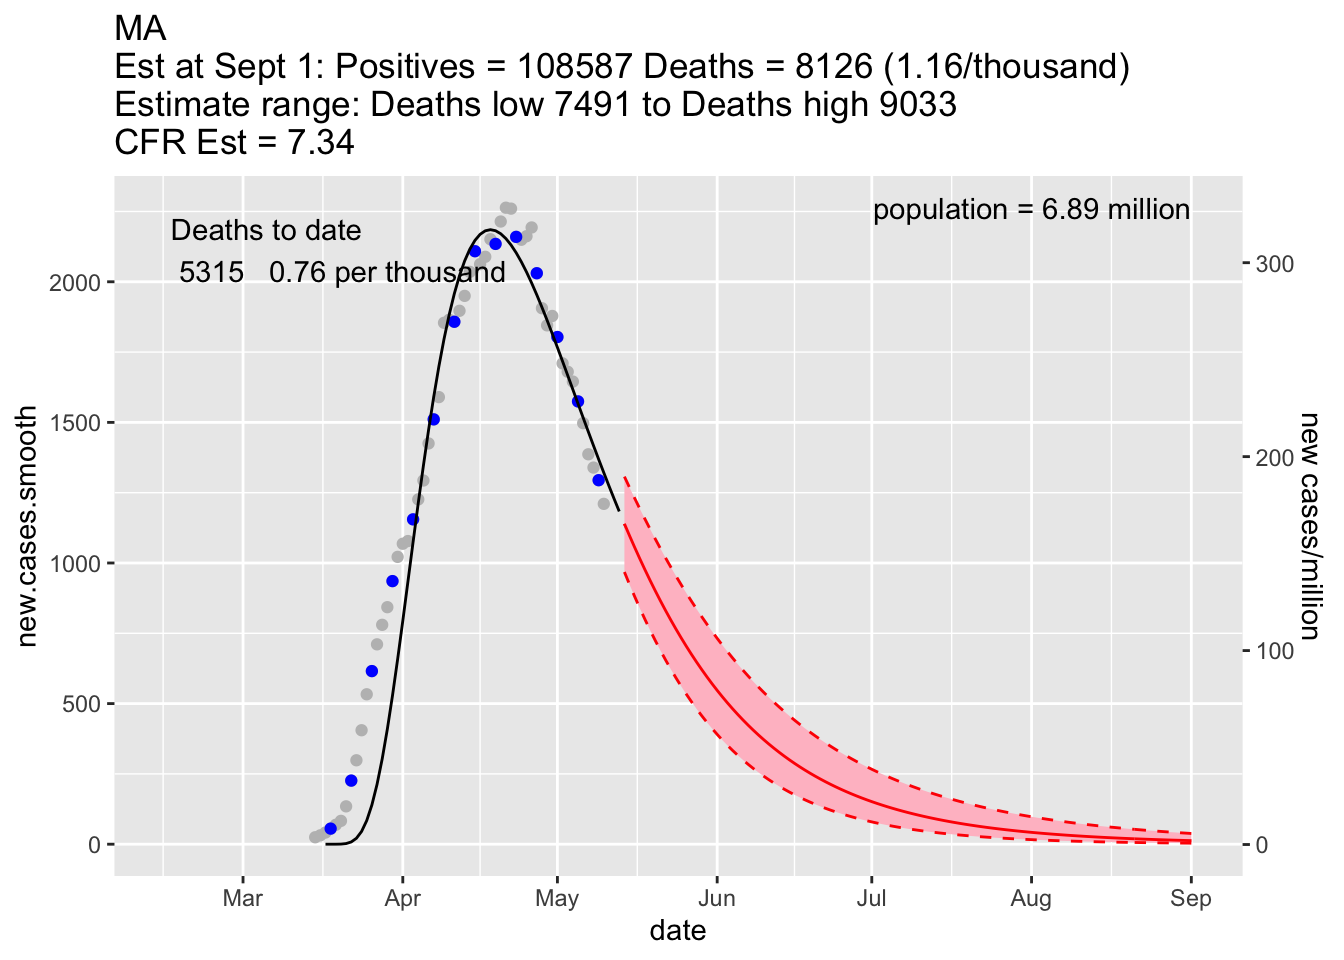 MA
Est at Sept 1: Positives = 108587 Deaths = 8126 (1.16/thousand)
Estimate range: Deaths low 7491 to Deaths high 9033
CFR Est = 7.34
Deaths to date
5315 0.76 per thousand
population = 6.89 million
2000
1500
1000
500
0
new.cases.smooth
300
200
100
0
new cases/million
Mar Apr May Jun Jul Aug Sep
date